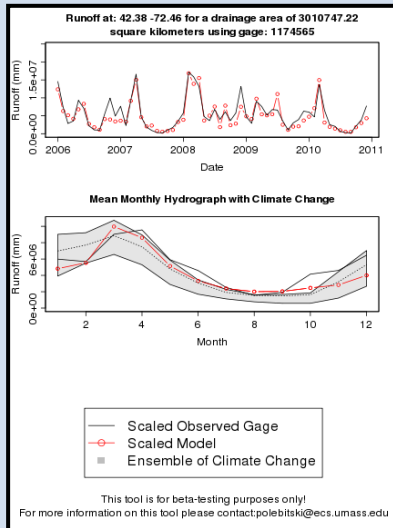 Runoff at: 42.38 -72.46 for a drainage area of 3010747.22
square kilometers using gage: 1174565
Runoff (mm)
1.5e+07
0.0e+00
2006
2007
2008
2009
2010
2011
Date
Mean Monthly Hydrograph with Climate Change
Runoff (mm)
6e+06
0e+00
2
4
6
8
10
12
Month
Scaled Observed Gage
Scaled Model
Ensemble of Climate Change
This tool is for beta-testing purposes only!
For more information on this tool please contact:polebitski@ecs.umass.edu